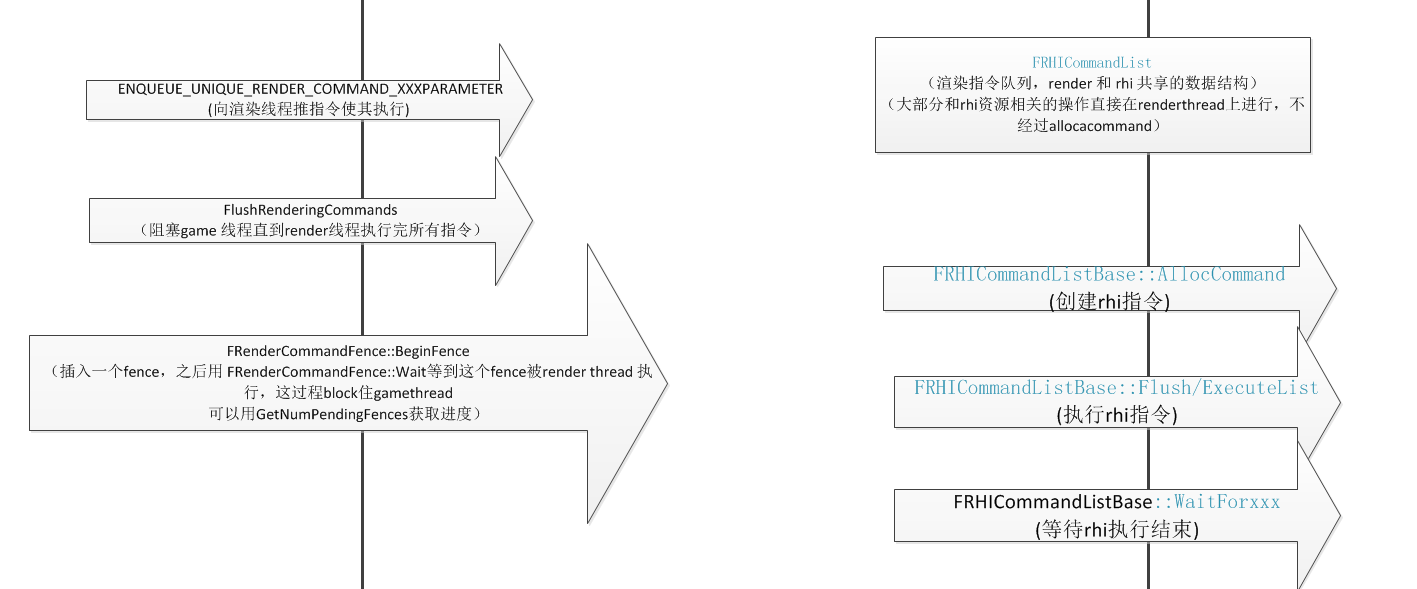 ENQUEUE_UNIQUE_RENDER_COMMAND_XXXPARAMETER
(向渲染线程推指令使其执行)
FlushRenderingCommands
（阻塞game 线程直到render线程执行完所有指令）
FRenderCommandFence::BeginFence
（插入一个fence，之后用 FRenderCommandFence::Wait等到这个fence被render thread 执
行，这过程block住gamethread
可以用GetNumPendingFences获取进度）
FRHICommandList
（渲染指令队列，render 和 rhi 共享的数据结构）
（大部分和rhi资源相关的操作直接在renderthread上进行，不
经过allocacommand）
FRHICommandListBase::AllocCommand
(创建rhi指令)
FRHICommandListBase::Flush/ExecuteList
(执行rhi指令)
FRHICommandListBase::WaitForxxx
(等待rhi执行结束)